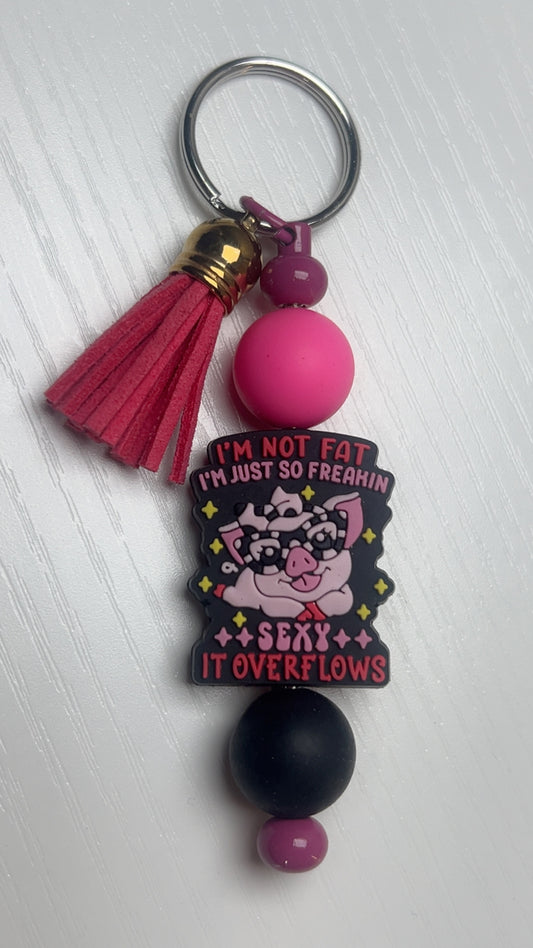 I'M NOT FAT
I'M JUST SO FREAKIN
SEXY
IT OVERFLOWS